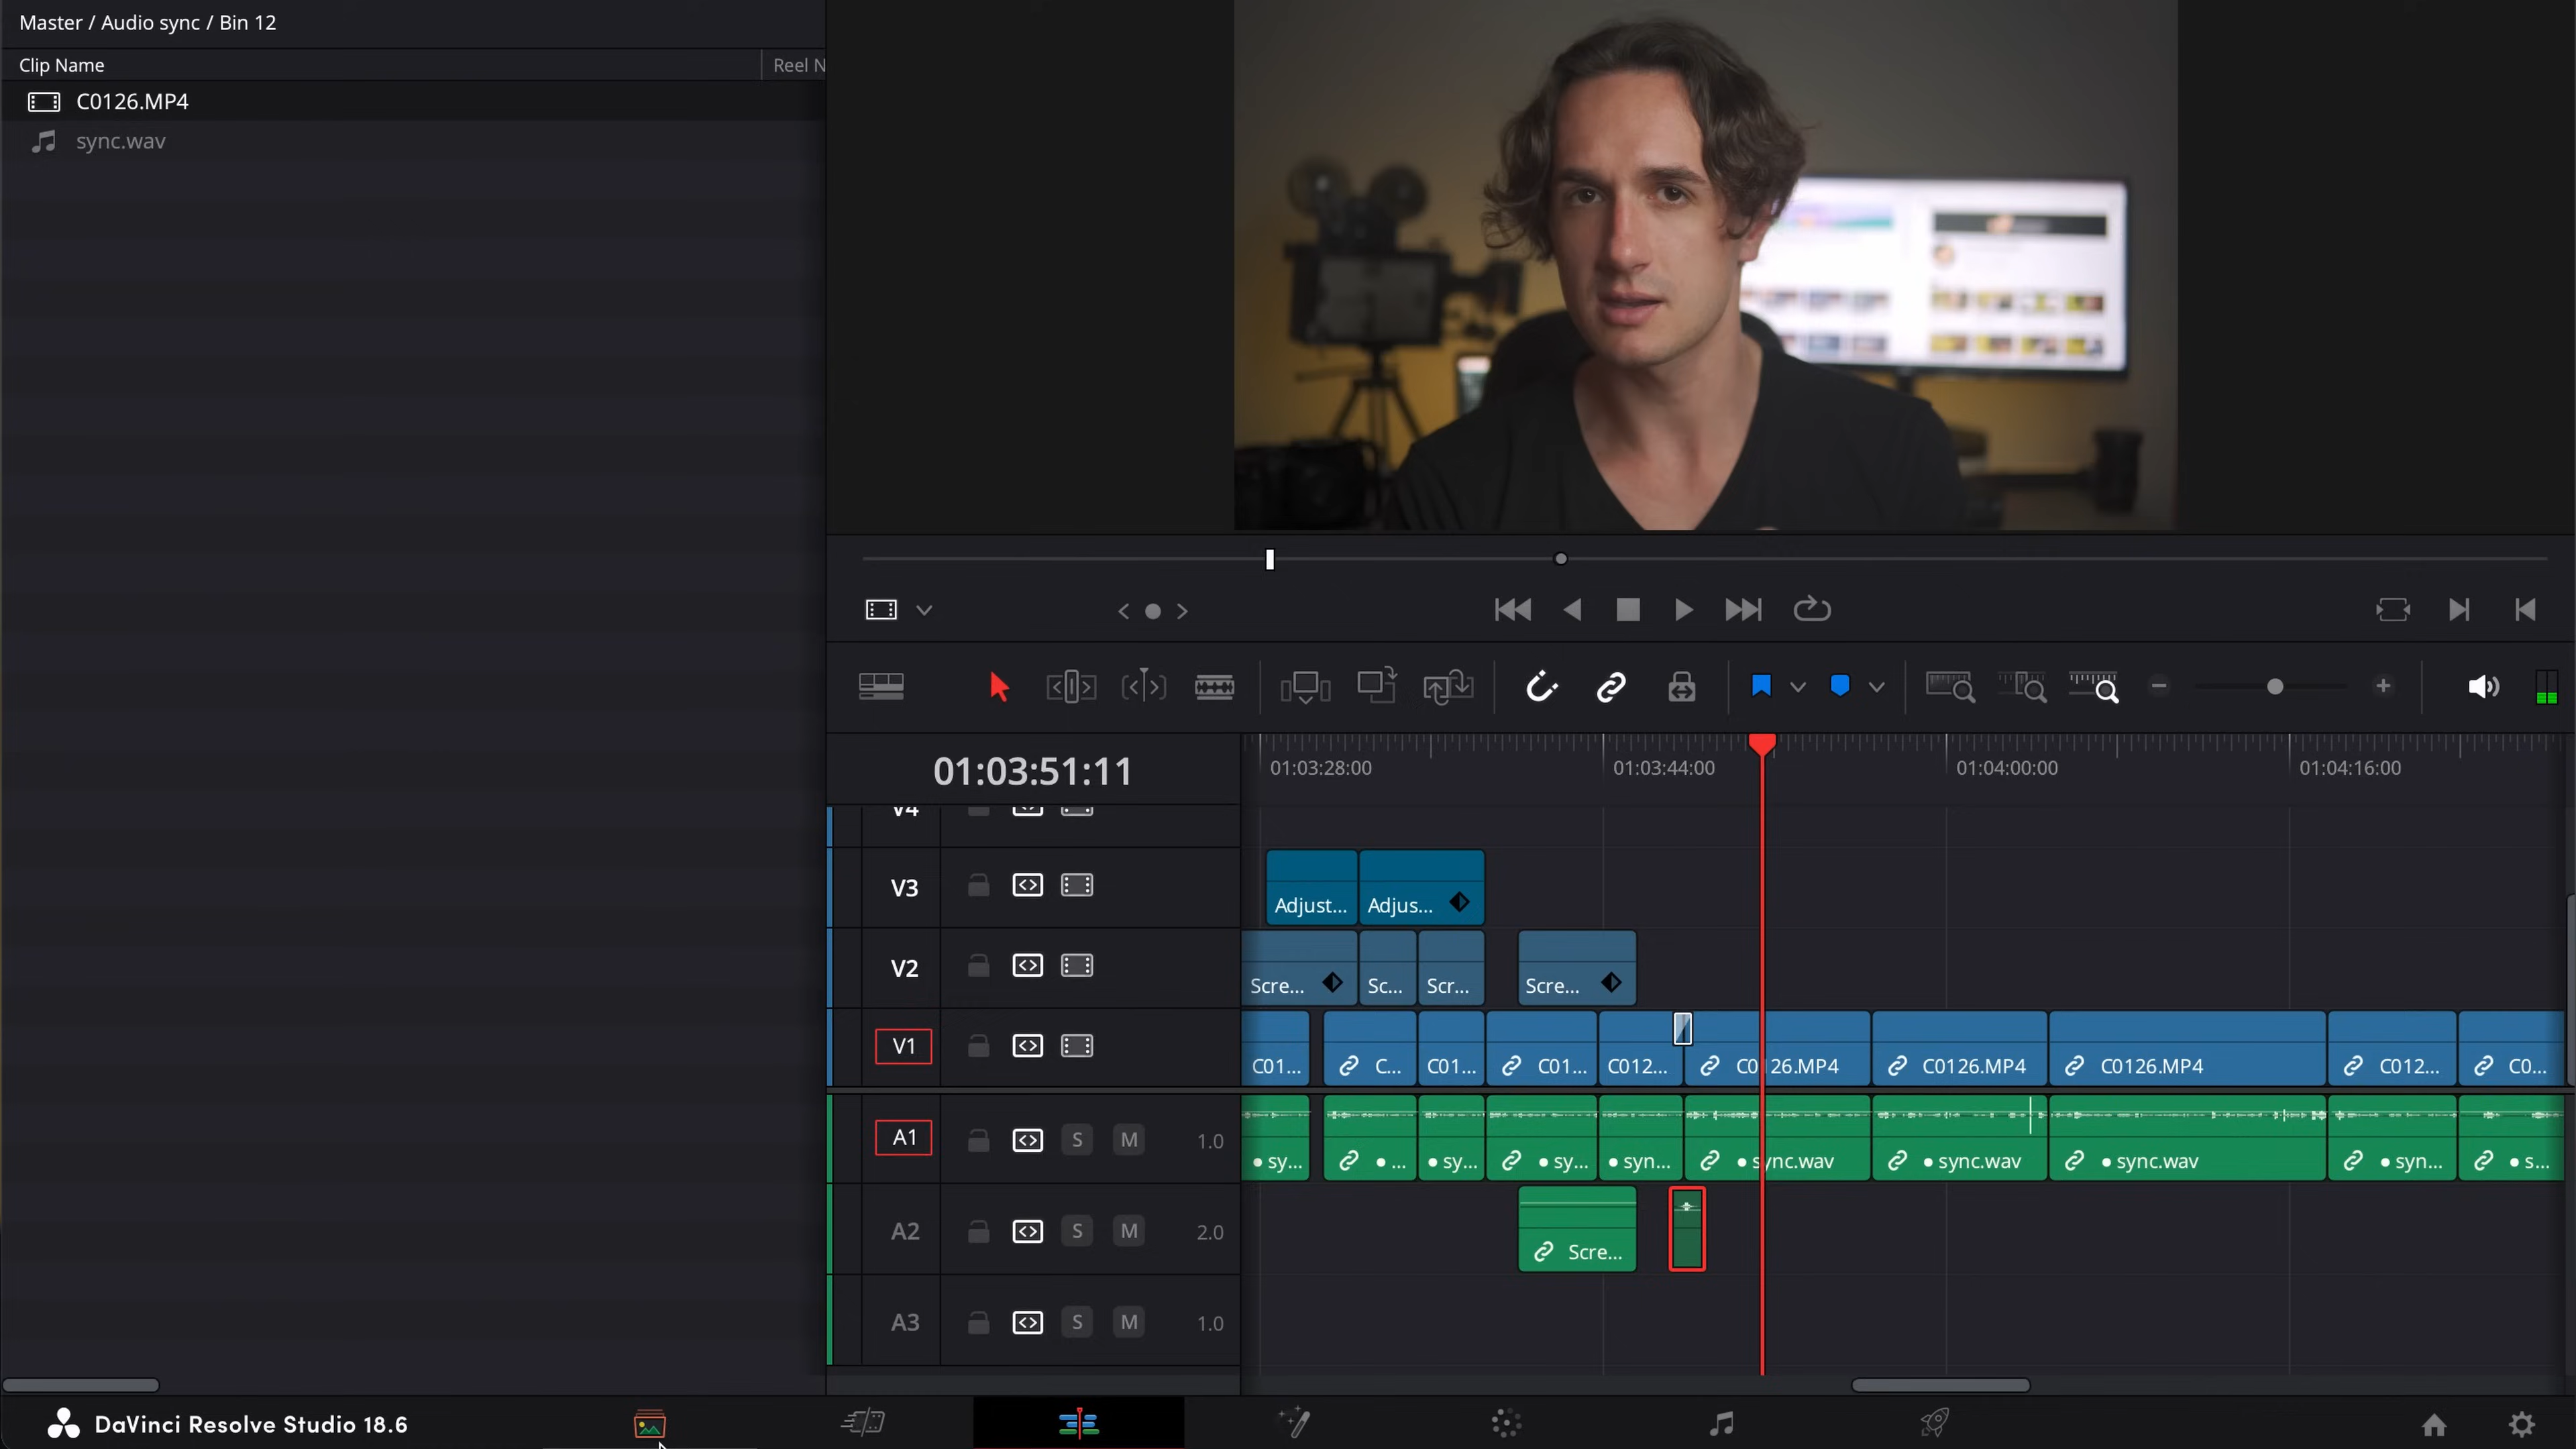 Master / Audio sync / Bin 12
Clip Name Reel N
C0126.MP4
sync.wav
01:03:51:11
01:03:28:00 01:03:44:00 01:04:00:00 01:04:16:00
V4
V3 Adjust... Adjus...
V2 Scre... Sc... Scr... Scre...
V1 C01... C... C01... C01... C012... C0126.MP4 C0126.MP4 C0126.MP4 C012... C0...
A1 S M 1.0 sy... ... sy... sy... syn... sync.wav sync.wav sync.wav syn... s...
A2 S M 2.0 Scre...
A3 S M 1.0
DaVinci Resolve Studio 18.6